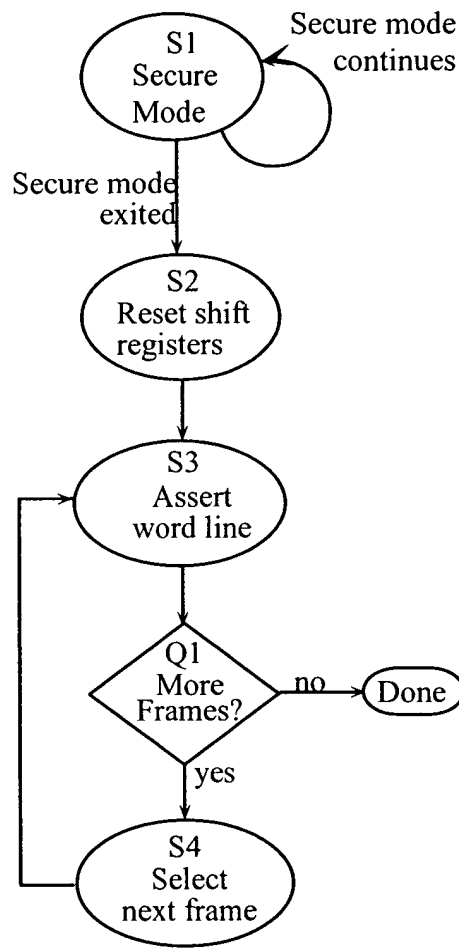 S1
Secure
Mode
Secure mode
continues
Secure mode
exited
S2
Reset shift
registers
S3
Assert
word line
Q1
More
Frames?
no
Done
yes
S4
Select
next frame